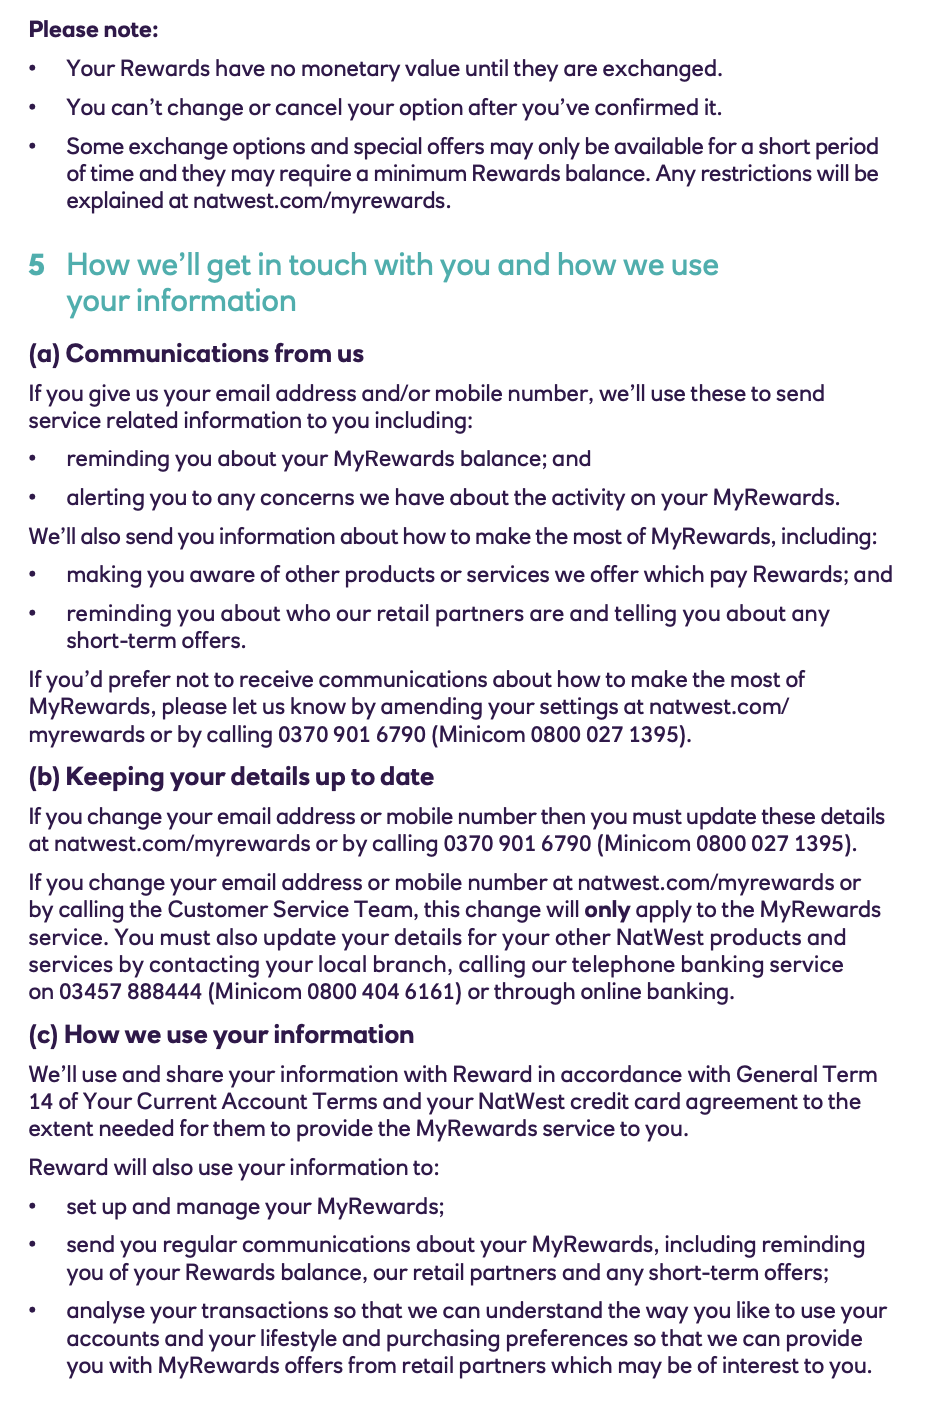 Please note:
• Your Rewards have no monetary value until they are exchanged.
• You can’t change or cancel your option after you’ve confirmed it.
• Some exchange options and special offers may only be available for a short period
of time and they may require a minimum Rewards balance. Any restrictions will be
explained at natwest.com/myrewards.
5 How we’ll get in touch with you and how we use
your information
(a) Communications from us
If you give us your email address and/or mobile number, we’ll use these to send
service related information to you including:
• reminding you about your MyRewards balance; and
• alerting you to any concerns we have about the activity on your MyRewards.
We’ll also send you information about how to make the most of MyRewards, including:
• making you aware of other products or services we offer which pay Rewards; and
• reminding you about who our retail partners are and telling you about any
short-term offers.
If you’d prefer not to receive communications about how to make the most of
MyRewards, please let us know by amending your settings at natwest.com/
myrewards or by calling 0370 901 6790 (Minicom 0800 027 1395).
(b) Keeping your details up to date
If you change your email address or mobile number then you must update these details
at natwest.com/myrewards or by calling 0370 901 6790 (Minicom 0800 027 1395).
If you change your email address or mobile number at natwest.com/myrewards or
by calling the Customer Service Team, this change will only apply to the MyRewards
service. You must also update your details for your other NatWest products and
services by contacting your local branch, calling our telephone banking service
on 03457 888444 (Minicom 0800 404 6161) or through online banking.
(c) How we use your information
We’ll use and share your information with Reward in accordance with General Term
14 of Your Current Account Terms and your NatWest credit card agreement to the
extent needed for them to provide the MyRewards service to you.
Reward will also use your information to:
• set up and manage your MyRewards;
• send you regular communications about your MyRewards, including reminding
you of your Rewards balance, our retail partners and any short-term offers;
• analyse your transactions so that we can understand the way you like to use your
accounts and your lifestyle and purchasing preferences so that we can provide
you with MyRewards offers from retail partners which may be of interest to you.